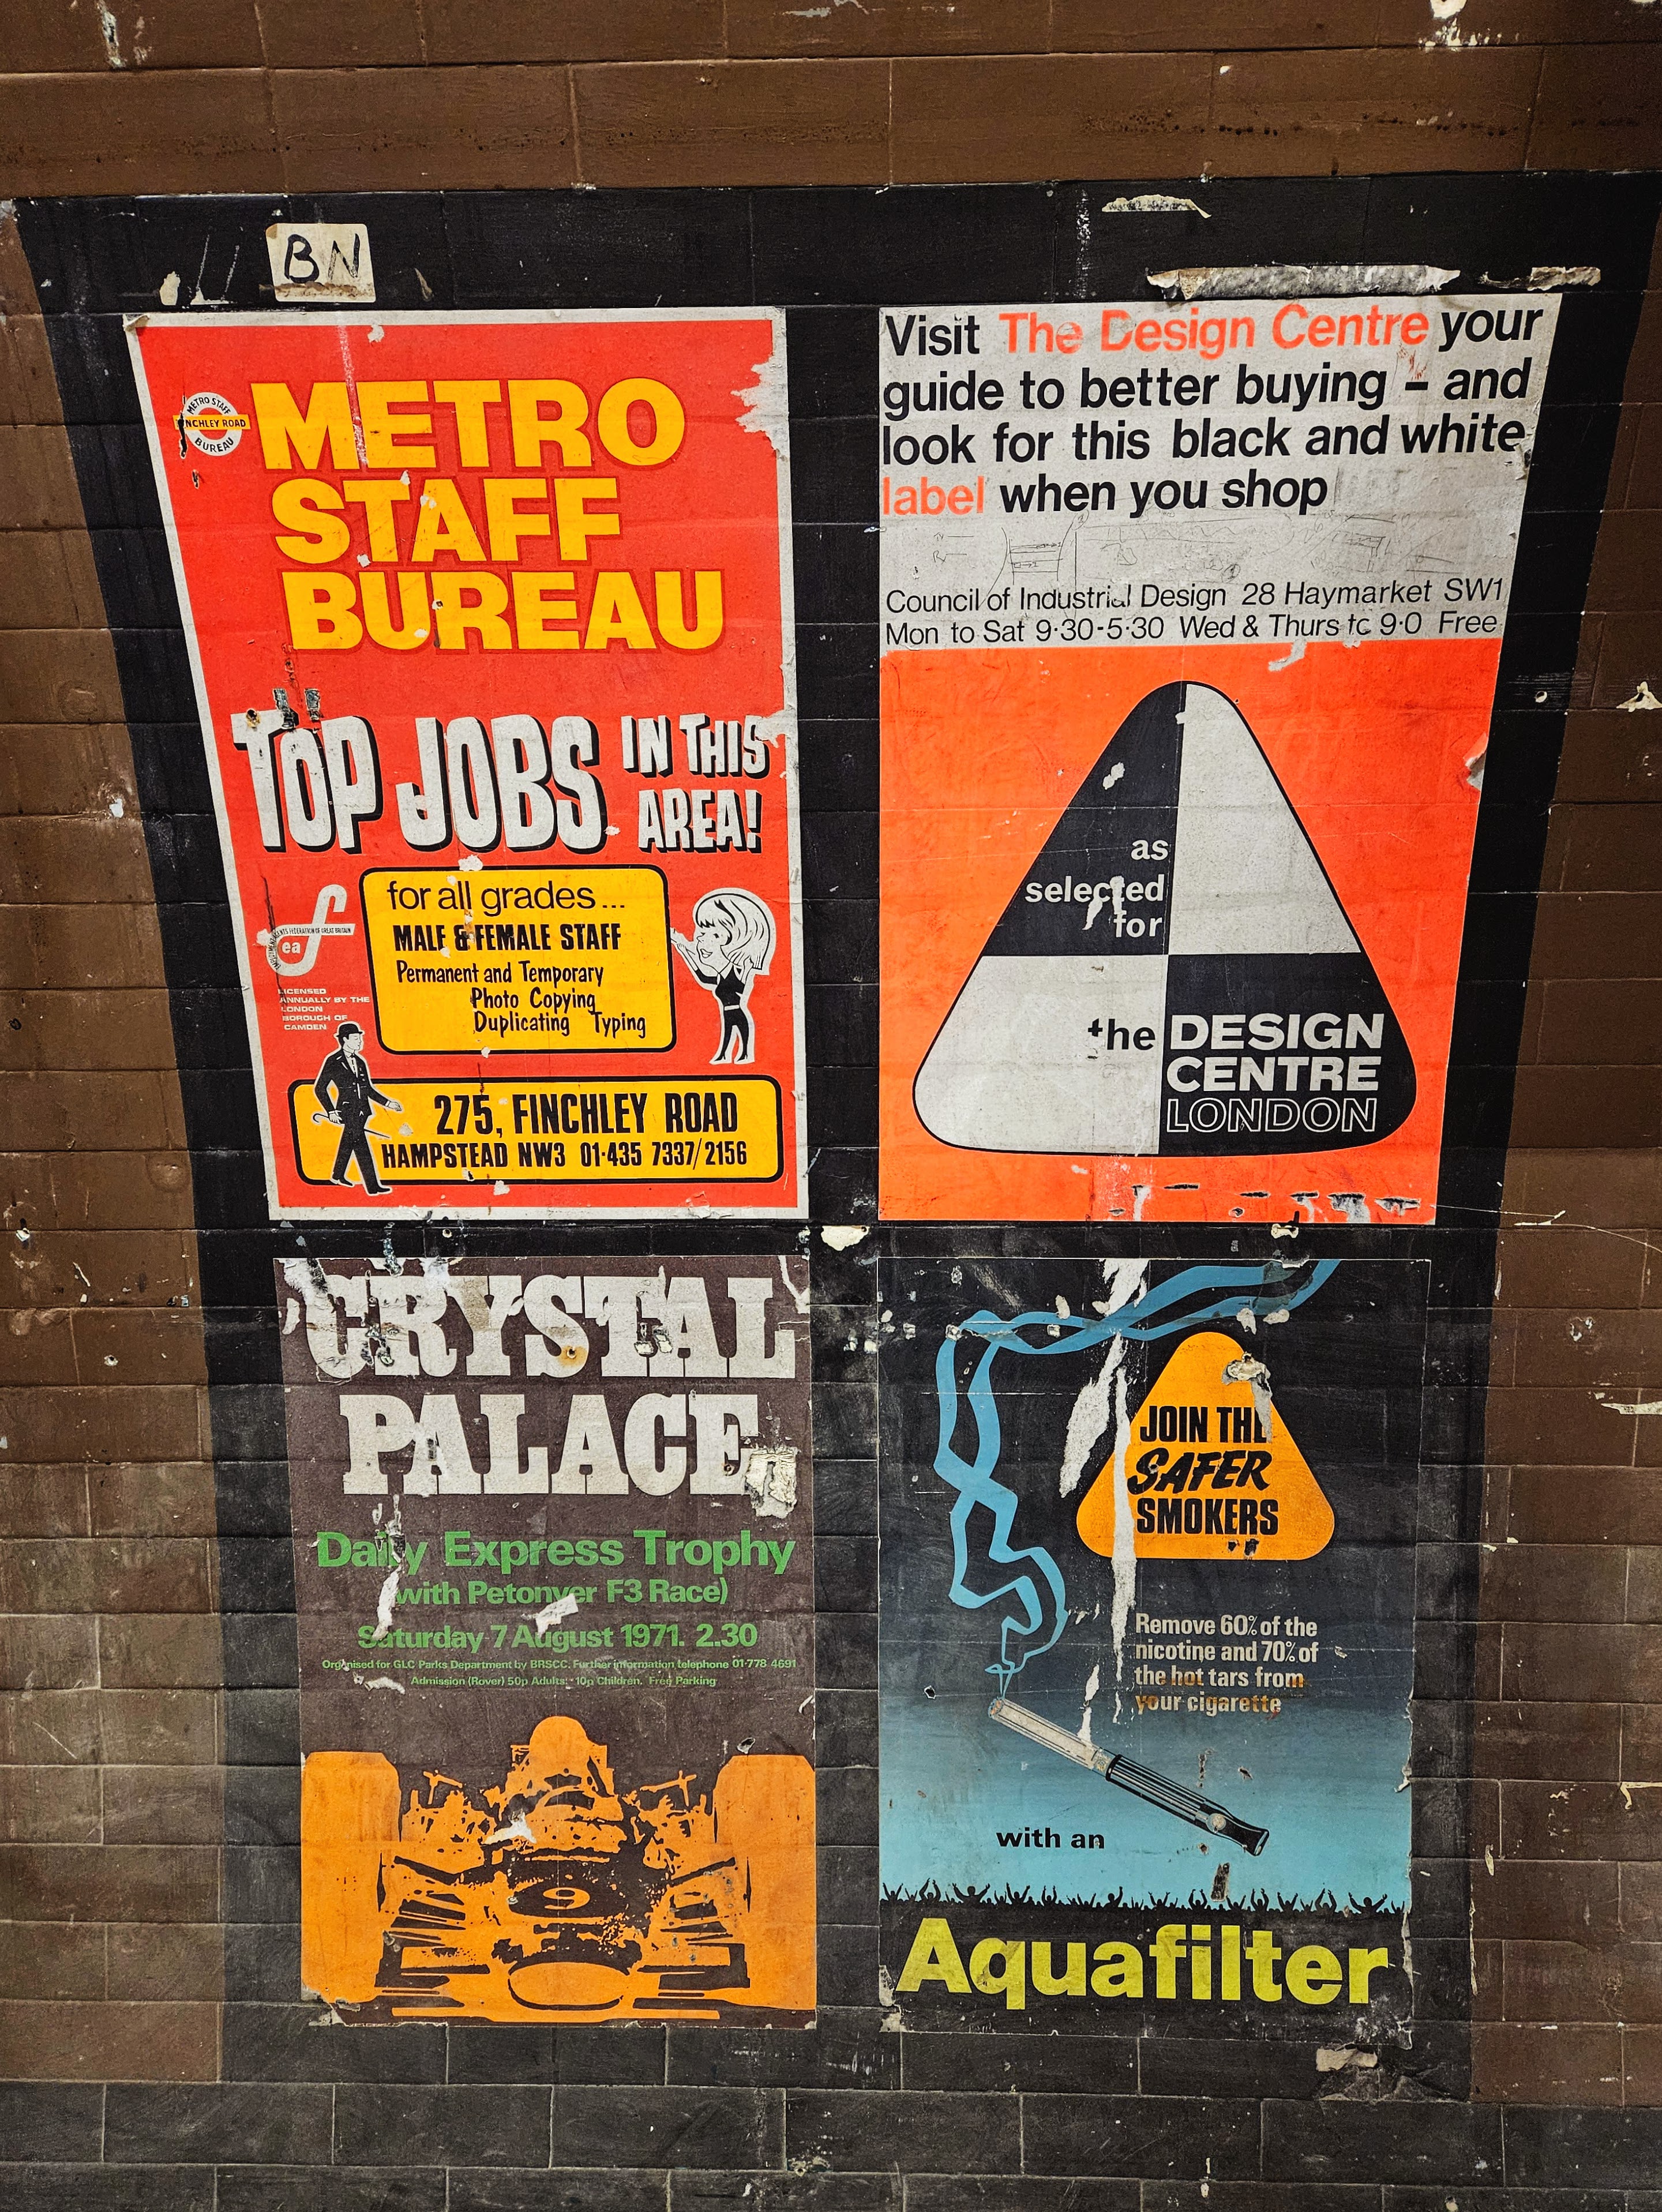 BN
METRO STAFF
NCHLEY ROAD
BUREAU
METRO
STAFF
BUREAU
TOP JOBS IN THIS
AREA!
for all grades...
MALE & FEMALE STAFF
Permanent and Temporary
Photo Copying
Duplicating Typing
FEDERATION OF GREAT BRITAIN
ea
LICENSED
ANNUALLY BY THE
LONDON
BOROUGH OF
CAMDEN
275, FINCHLEY ROAD
HAMPSTEAD NW3 01·435 7337/2156
Visit The Design Centre your
guide to better buying – and
look for this black and white
label when you shop
Council of Industrial Design 28 Haymarket SW1
Mon to Sat 9·30-5·30 Wed & Thurs to 9·0 Free
as
selected
for
the DESIGN
CENTRE
LONDON
CRYSTAL
PALACE
Daily Express Trophy
(with Petonyer F3 Race)
Saturday 7 August 1971. 2.30
Organised for GLC Parks Department by BRSCC. Further information telephone 01-778 4691
Admission (Rover) 50p Adults · 10p Children. Free Parking
9
JOIN THE
SAFER
SMOKERS
Remove 60% of the
nicotine and 70% of
the hot tars from
your cigarette
with an
Aquafilter